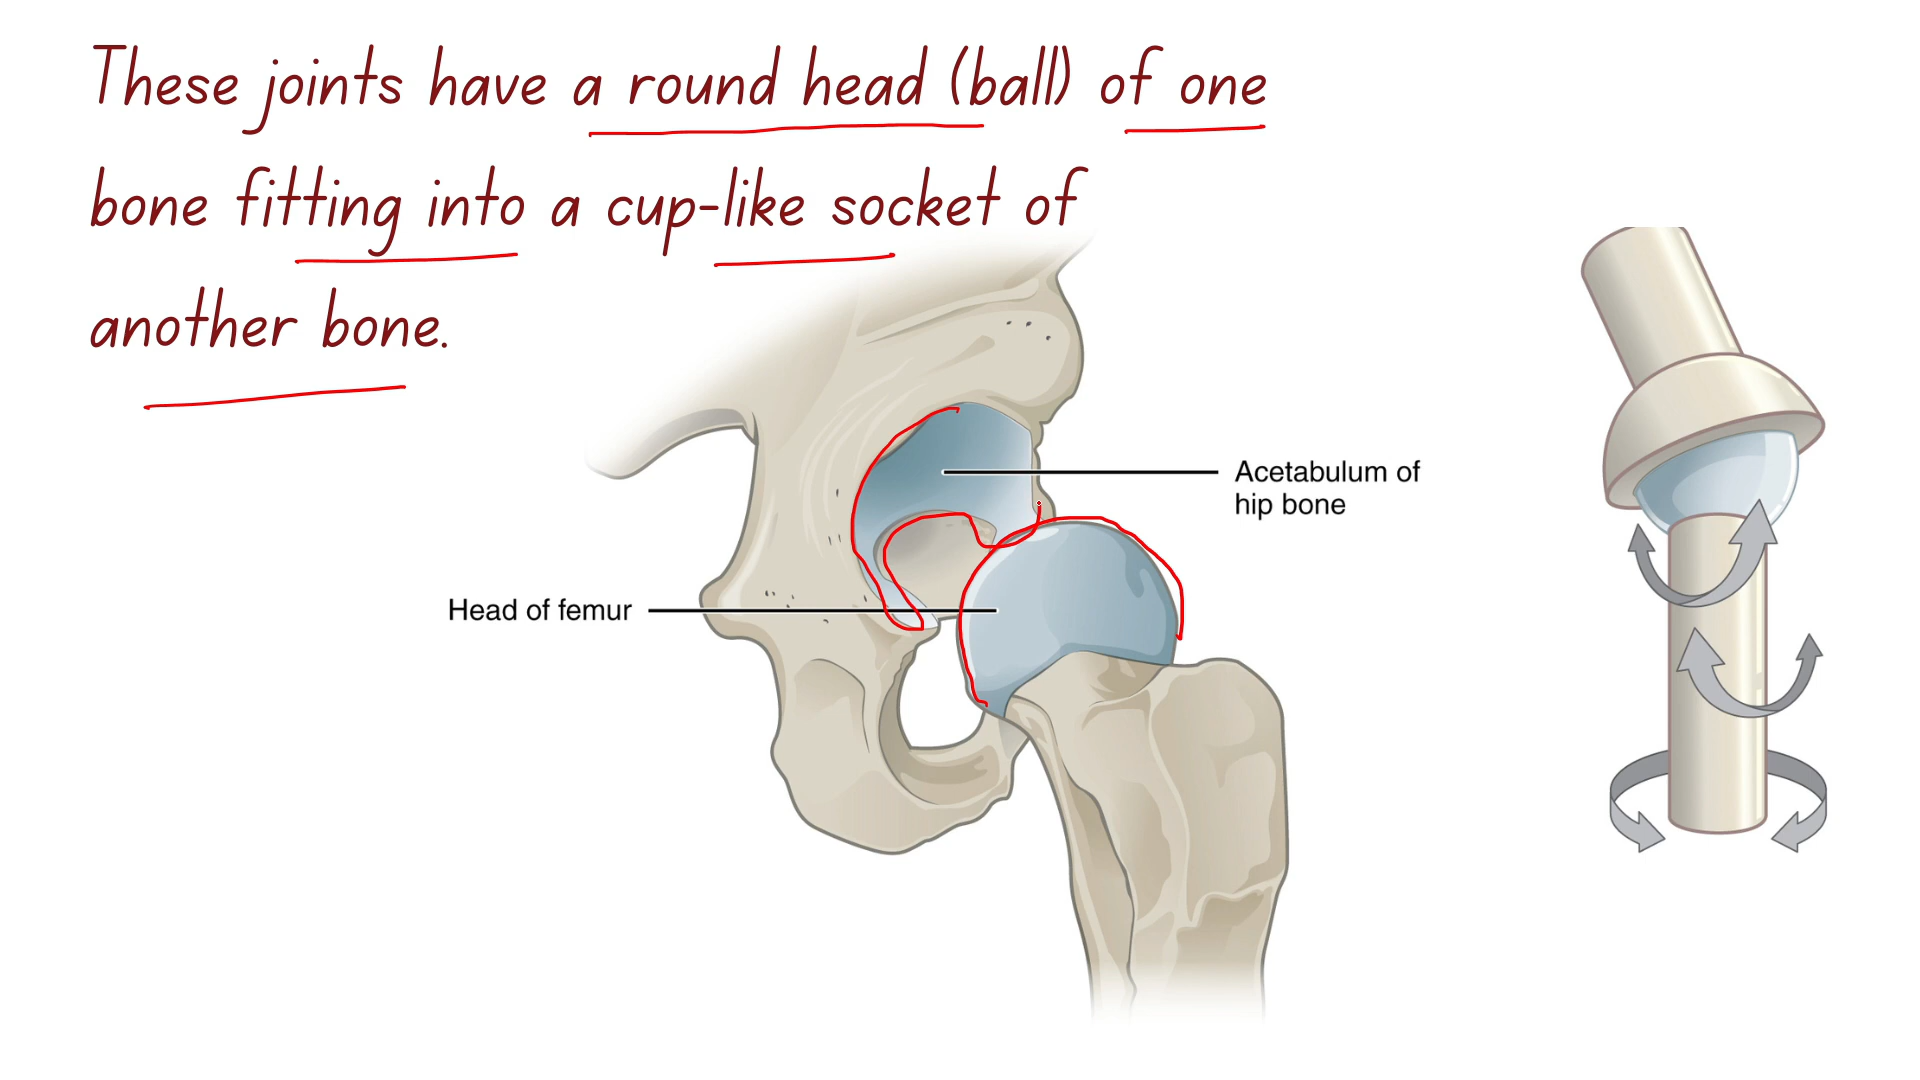 These joints have a round head (ball) of one
bone fitting into a cup-like socket of
another bone.
Acetabulum of
hip bone
Head of femur